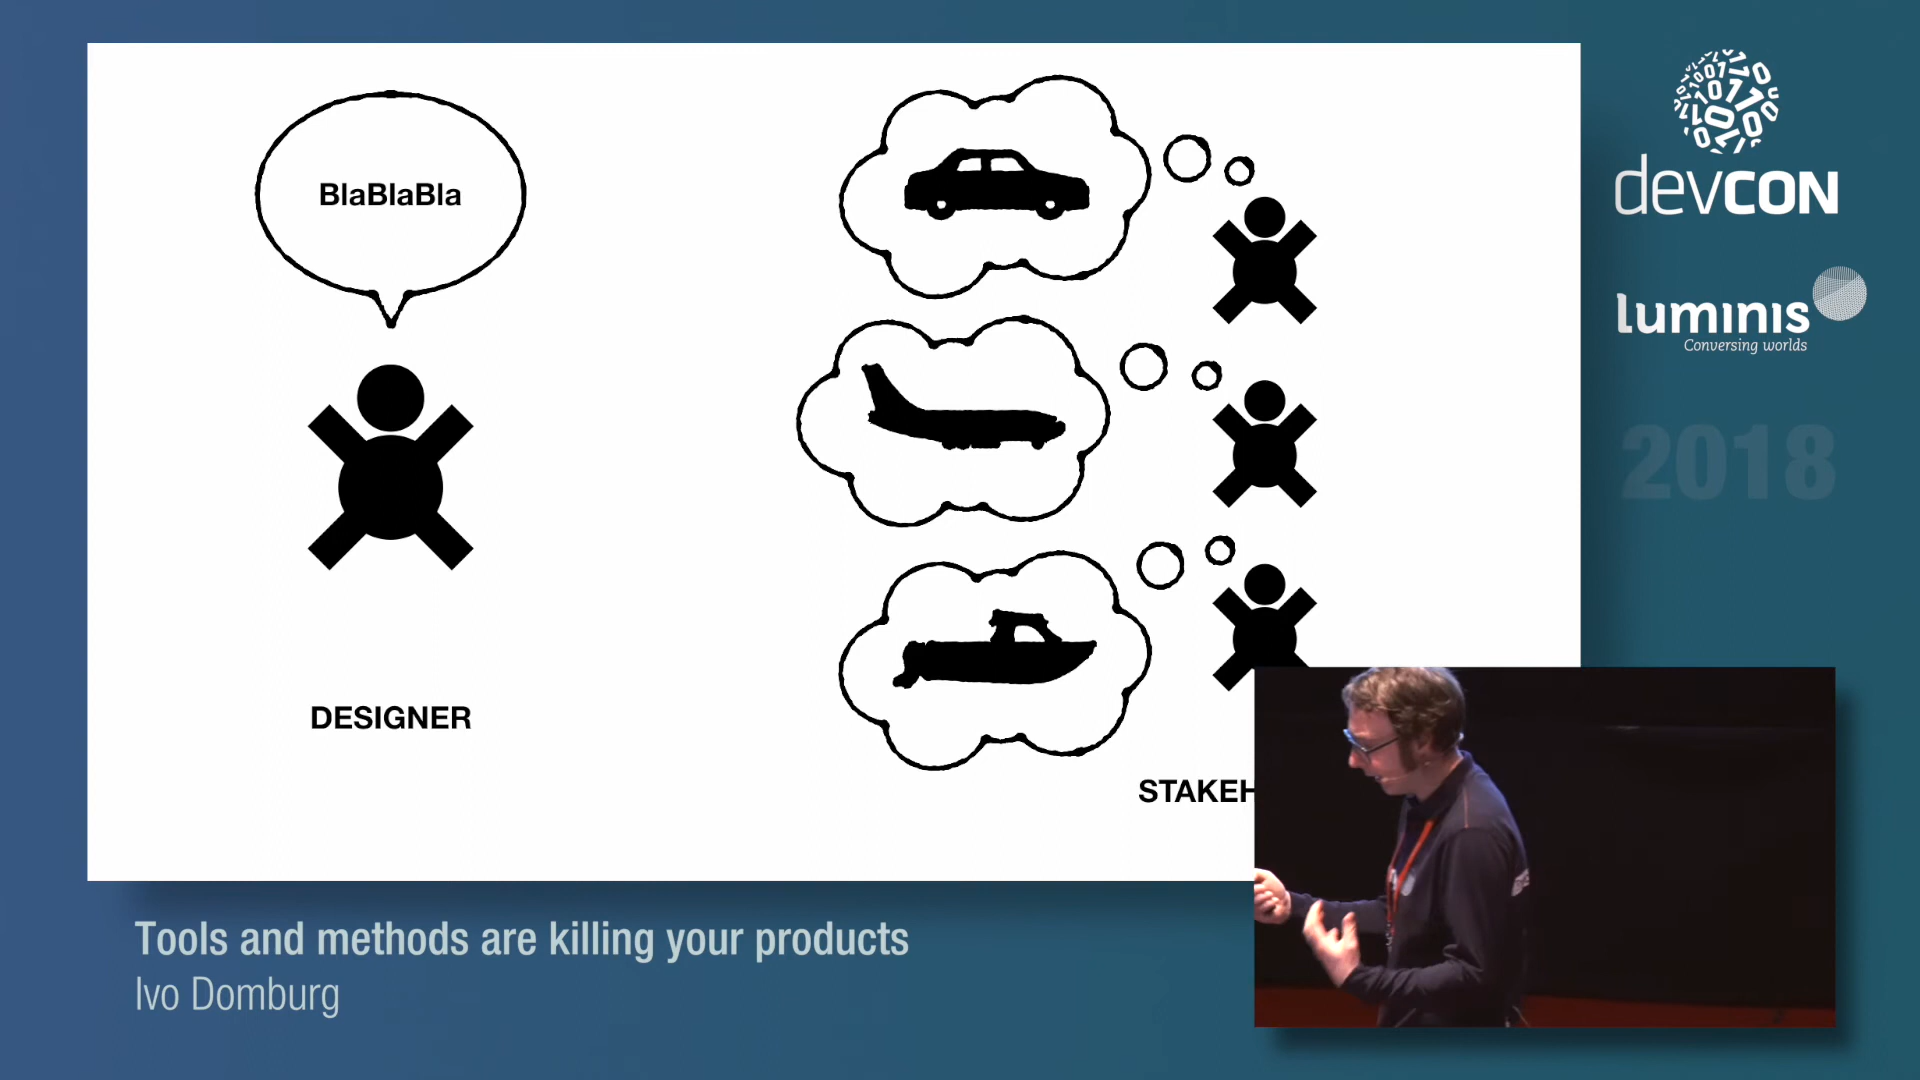 BlaBlaBla
DESIGNER
STAKEH
devcon
luminis
Conversing worlds
2018
Tools and methods are killing your products
Ivo Domburg